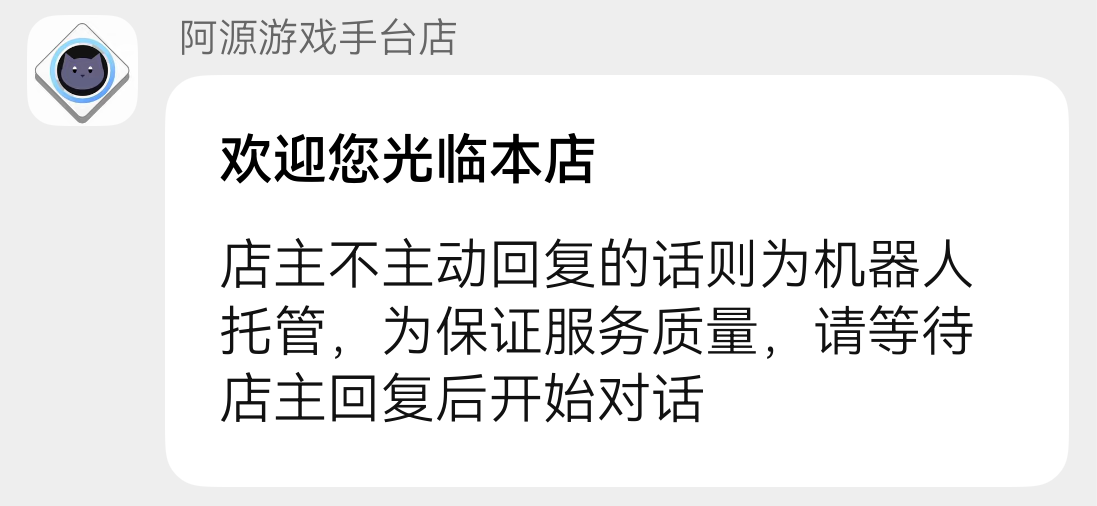 阿源游戏手台店
欢迎您光临本店
店主不主动回复的话则为机器人
托管，为保证服务质量，请等待
店主回复后开始对话